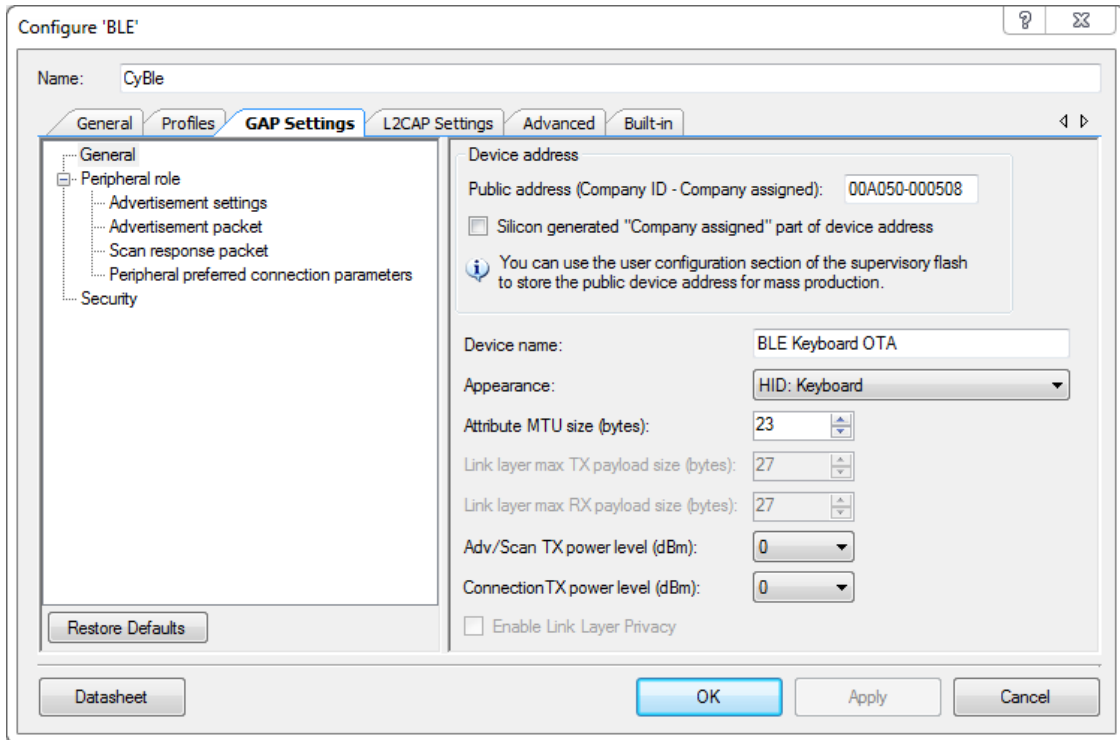 Configure 'BLE'
Name: CyBle
General Profiles GAP Settings L2CAP Settings Advanced Built-in
General
Peripheral role
Advertisement settings
Advertisement packet
Scan response packet
Peripheral preferred connection parameters
Security
Restore Defaults
Device address
Public address (Company ID - Company assigned): 00A050-000508
Silicon generated "Company assigned" part of device address
You can use the user configuration section of the supervisory flash
to store the public device address for mass production.
Device name: BLE Keyboard OTA
Appearance: HID: Keyboard
Attribute MTU size (bytes): 23
Link layer max TX payload size (bytes): 27
Link layer max RX payload size (bytes): 27
Adv/Scan TX power level (dBm): 0
ConnectionTX power level (dBm): 0
Enable Link Layer Privacy
Datasheet OK Apply Cancel